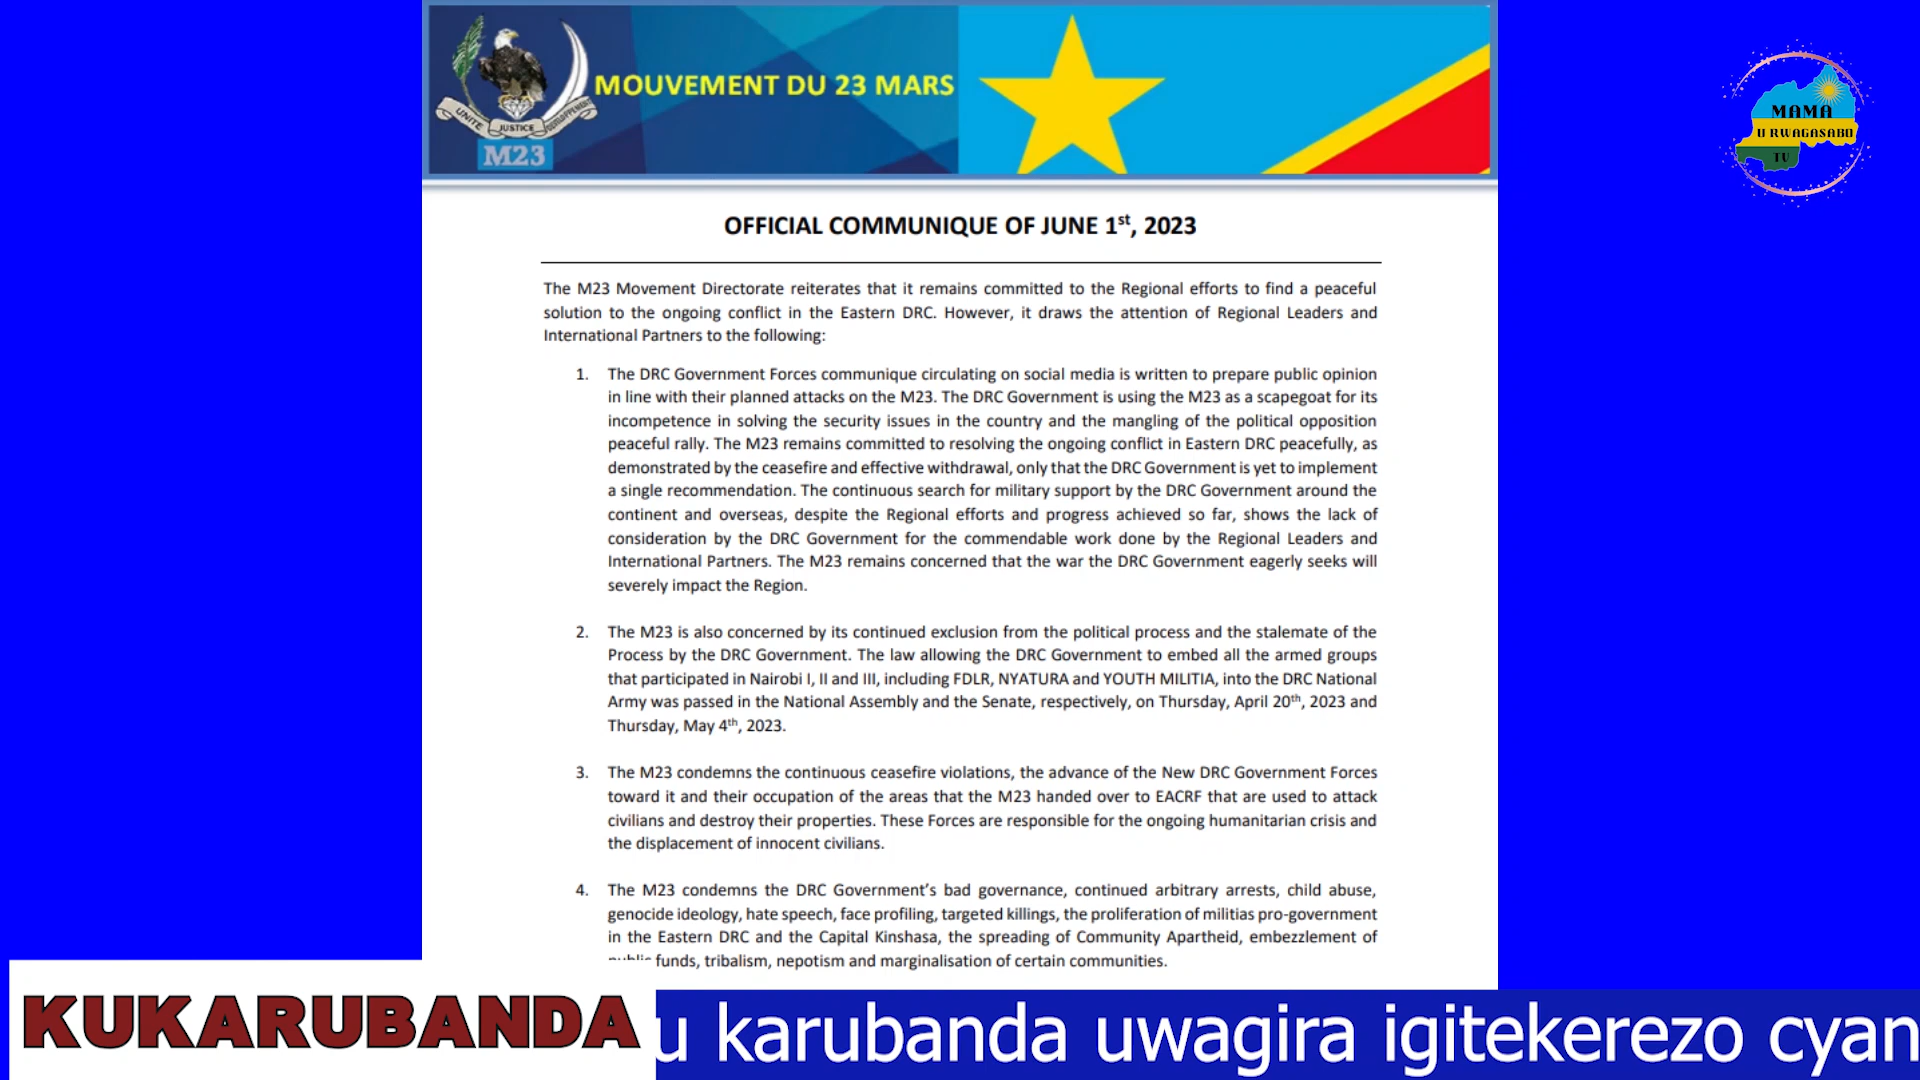 MOUVEMENT DU 23 MARS
UNITE JUSTICE DEVELOPPEMENT
M23
MAMA
U RWAGASABO
TV
OFFICIAL COMMUNIQUE OF JUNE 1st, 2023
The M23 Movement Directorate reiterates that it remains committed to the Regional efforts to find a peaceful
solution to the ongoing conflict in the Eastern DRC. However, it draws the attention of Regional Leaders and
International Partners to the following:
1. The DRC Government Forces communique circulating on social media is written to prepare public opinion
in line with their planned attacks on the M23. The DRC Government is using the M23 as a scapegoat for its
incompetence in solving the security issues in the country and the mangling of the political opposition
peaceful rally. The M23 remains committed to resolving the ongoing conflict in Eastern DRC peacefully, as
demonstrated by the ceasefire and effective withdrawal, only that the DRC Government is yet to implement
a single recommendation. The continuous search for military support by the DRC Government around the
continent and overseas, despite the Regional efforts and progress achieved so far, shows the lack of
consideration by the DRC Government for the commendable work done by the Regional Leaders and
International Partners. The M23 remains concerned that the war the DRC Government eagerly seeks will
severely impact the Region.
2. The M23 is also concerned by its continued exclusion from the political process and the stalemate of the
Process by the DRC Government. The law allowing the DRC Government to embed all the armed groups
that participated in Nairobi I, II and III, including FDLR, NYATURA and YOUTH MILITIA, into the DRC National
Army was passed in the National Assembly and the Senate, respectively, on Thursday, April 20th, 2023 and
Thursday, May 4th, 2023.
3. The M23 condemns the continuous ceasefire violations, the advance of the New DRC Government Forces
toward it and their occupation of the areas that the M23 handed over to EACRF that are used to attack
civilians and destroy their properties. These Forces are responsible for the ongoing humanitarian crisis and
the displacement of innocent civilians.
4. The M23 condemns the DRC Government's bad governance, continued arbitrary arrests, child abuse,
genocide ideology, hate speech, face profiling, targeted killings, the proliferation of militias pro-government
in the Eastern DRC and the Capital Kinshasa, the spreading of Community Apartheid, embezzlement of
public funds, tribalism, nepotism and marginalisation of certain communities.
KUKARUBANDA
u karubanda uwagira igitekerezo cyan